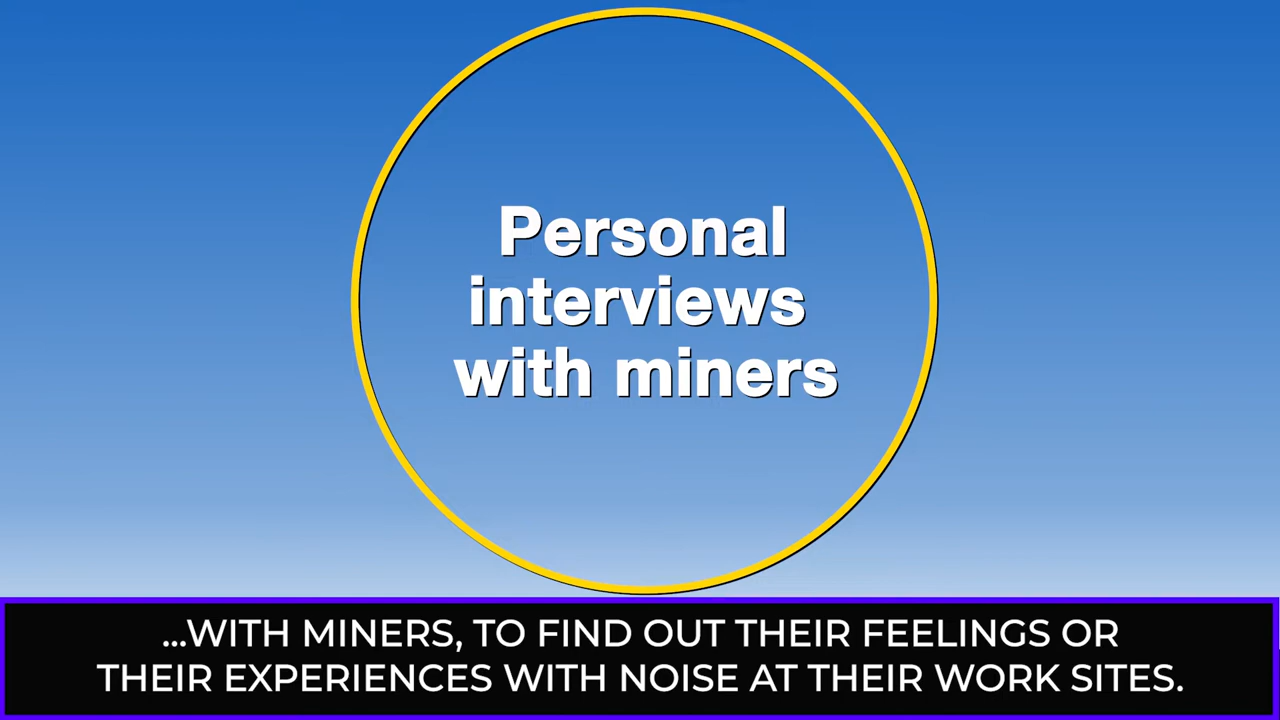 Personal
interviews
with miners
...WITH MINERS, TO FIND OUT THEIR FEELINGS OR
THEIR EXPERIENCES WITH NOISE AT THEIR WORK SITES.